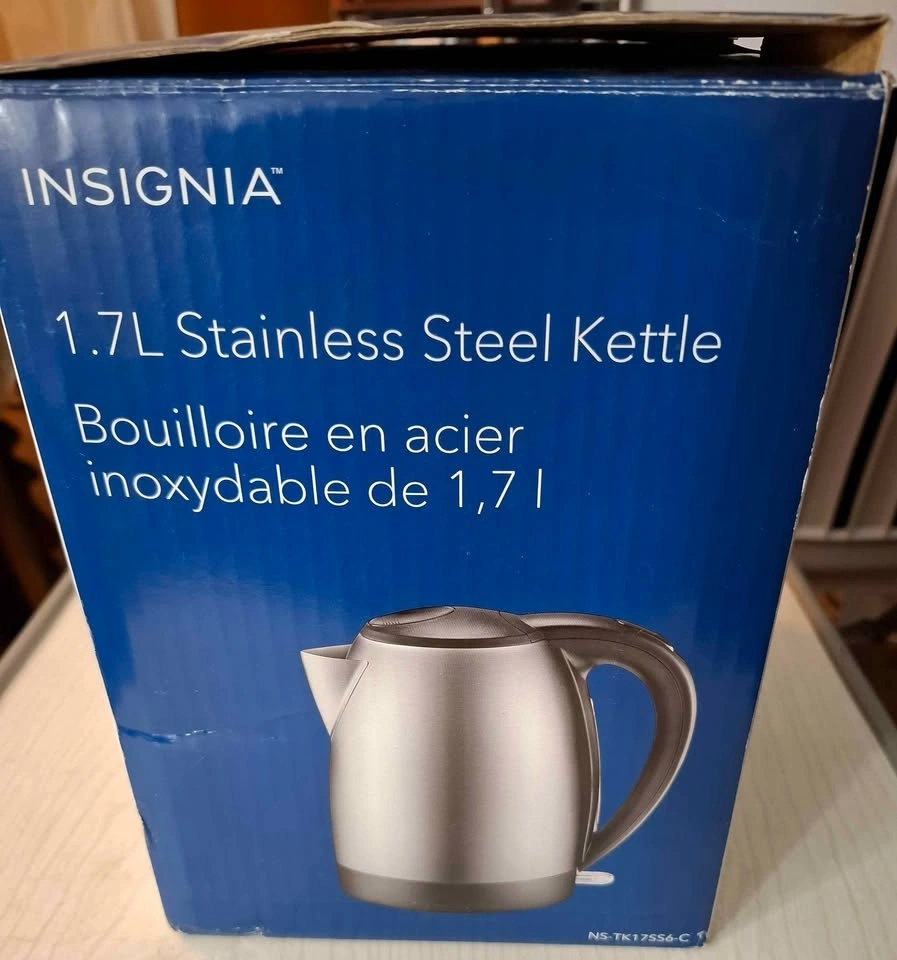 INSIGNIA™
1.7L Stainless Steel Kettle
Bouilloire en acier
inoxydable de 1,7 l
NS-TK17SS6-C